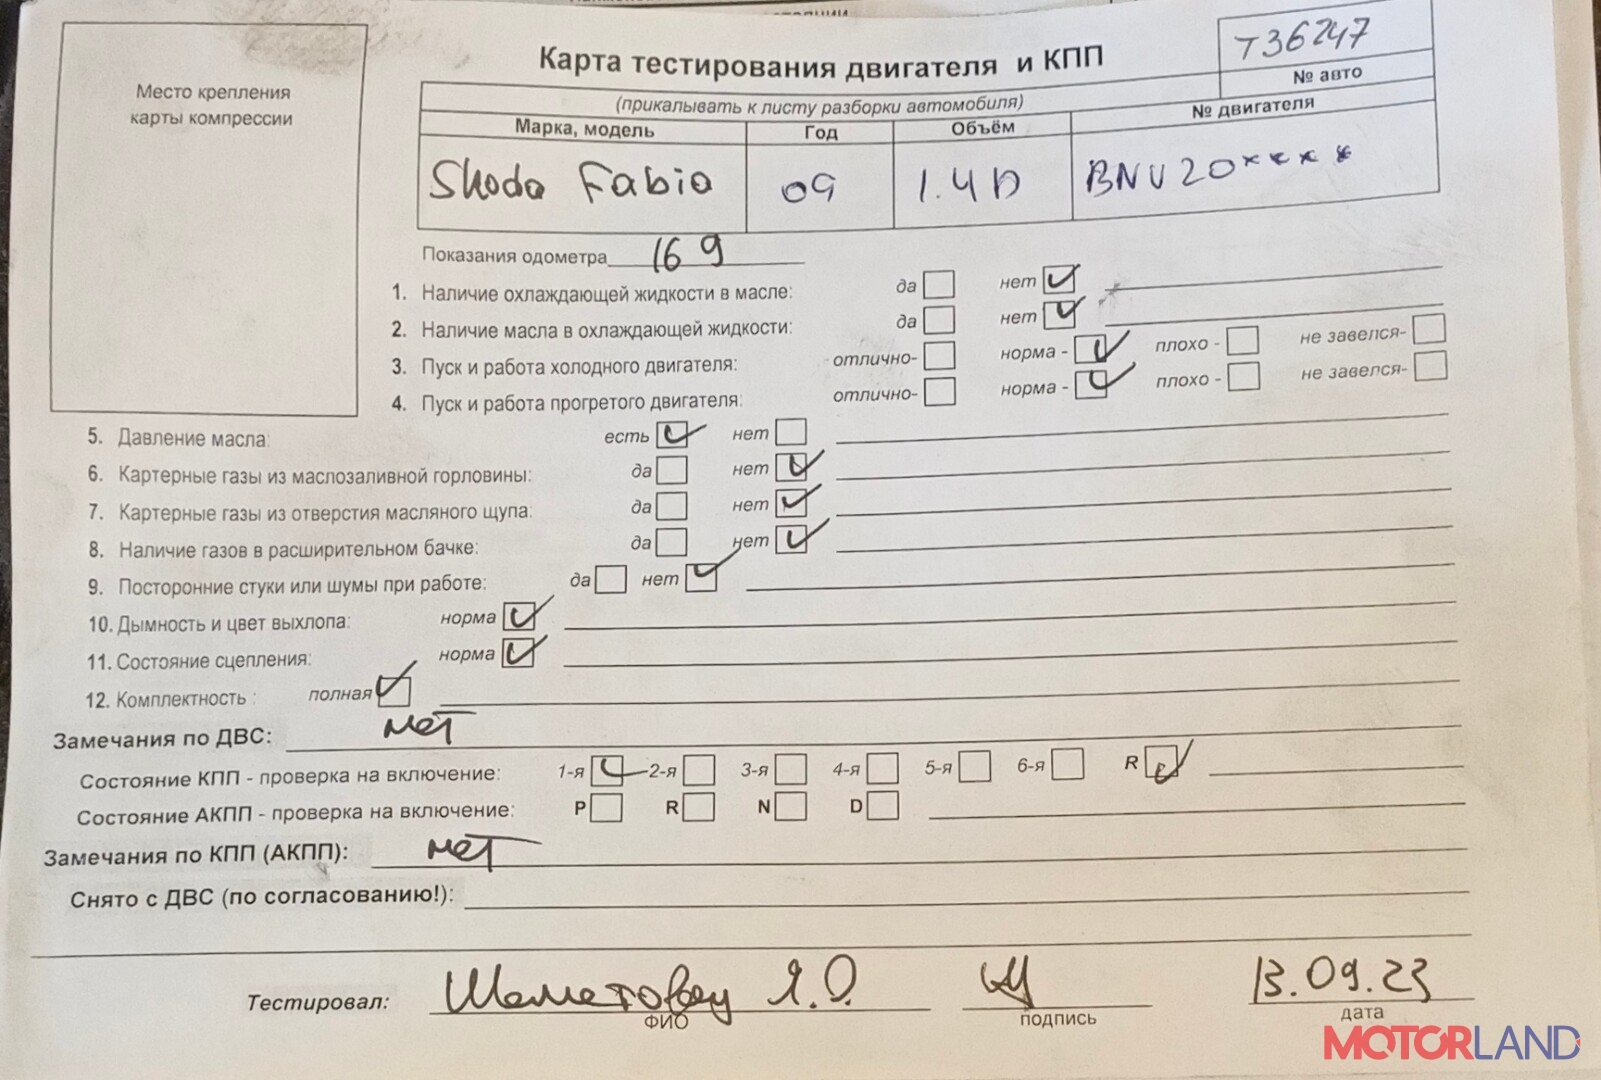 Карта тестирования двигателя и КПП
Т36247
№ авто
Место крепления
карты компрессии
(прикалывать к листу разборки автомобиля)
Марка, модель Год Объём № двигателя
Skoda Fabia 09 1.4 D BNV20****
Показания одометра 169
1. Наличие охлаждающей жидкости в масле: да нет
2. Наличие масла в охлаждающей жидкости: да нет
3. Пуск и работа холодного двигателя: отлично- норма - плохо - не завелся-
4. Пуск и работа прогретого двигателя: отлично- норма - плохо - не завелся-
5. Давление масла: есть нет
6. Картерные газы из маслозаливной горловины: да нет
7. Картерные газы из отверстия масляного щупа: да нет
8. Наличие газов в расширительном бачке: да нет
9. Посторонние стуки или шумы при работе: да нет
10. Дымность и цвет выхлопа: норма
11. Состояние сцепления: норма
12. Комплектность : полная
Замечания по ДВС: нет
Состояние КПП - проверка на включение: 1-я 2-я 3-я 4-я 5-я 6-я R
Состояние АКПП - проверка на включение: P R N D
Замечания по КПП (АКПП): нет
Снято с ДВС (по согласованию!):
Тестировал: Я.О. 13.09.23
ФИО подпись дата
MOTORLAND